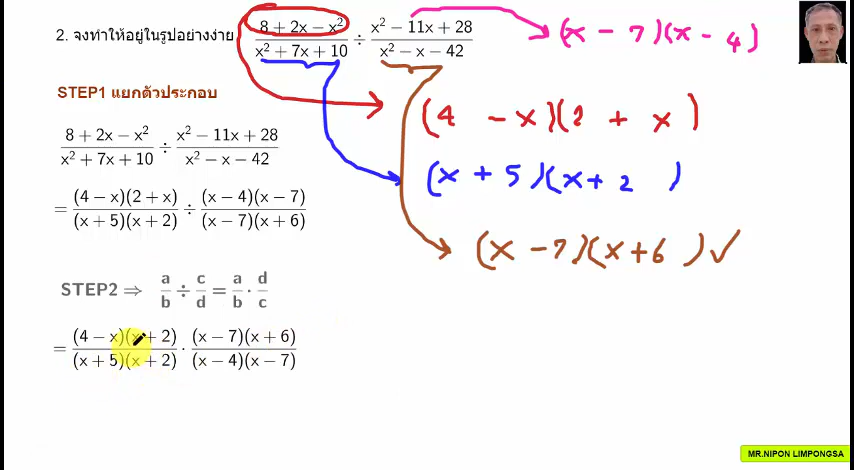 2. จงทำให้อยู่ในรูปอย่างง่าย (8 + 2x − x²)/(x² + 7x + 10) ÷ (x² − 11x + 28)/(x² − x − 42)
(x − 7)(x − 4)
STEP1 แยกตัวประกอบ
(4 − x)(2 + x)
(8 + 2x − x²)/(x² + 7x + 10) ÷ (x² − 11x + 28)/(x² − x − 42)
(x + 5)(x + 2)
= (4 − x)(2 + x)/(x + 5)(x + 2) ÷ (x − 4)(x − 7)/(x − 7)(x + 6)
(x − 7)(x + 6) ✓
STEP2 ⇒ a/b ÷ c/d = a/b · d/c
= (4 − x)(x + 2)/(x + 5)(x + 2) · (x − 7)(x + 6)/(x − 4)(x − 7)
MR.NIPON LIMPONGSA